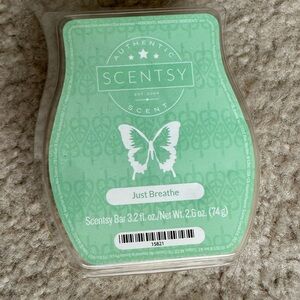 AUTHENTIC
SCENTSY
EST. 2004
SCENT
Just Breathe
Scentsy Bar 3.2 fl. oz./Net Wt. 2.6 oz. (74 g)
15821